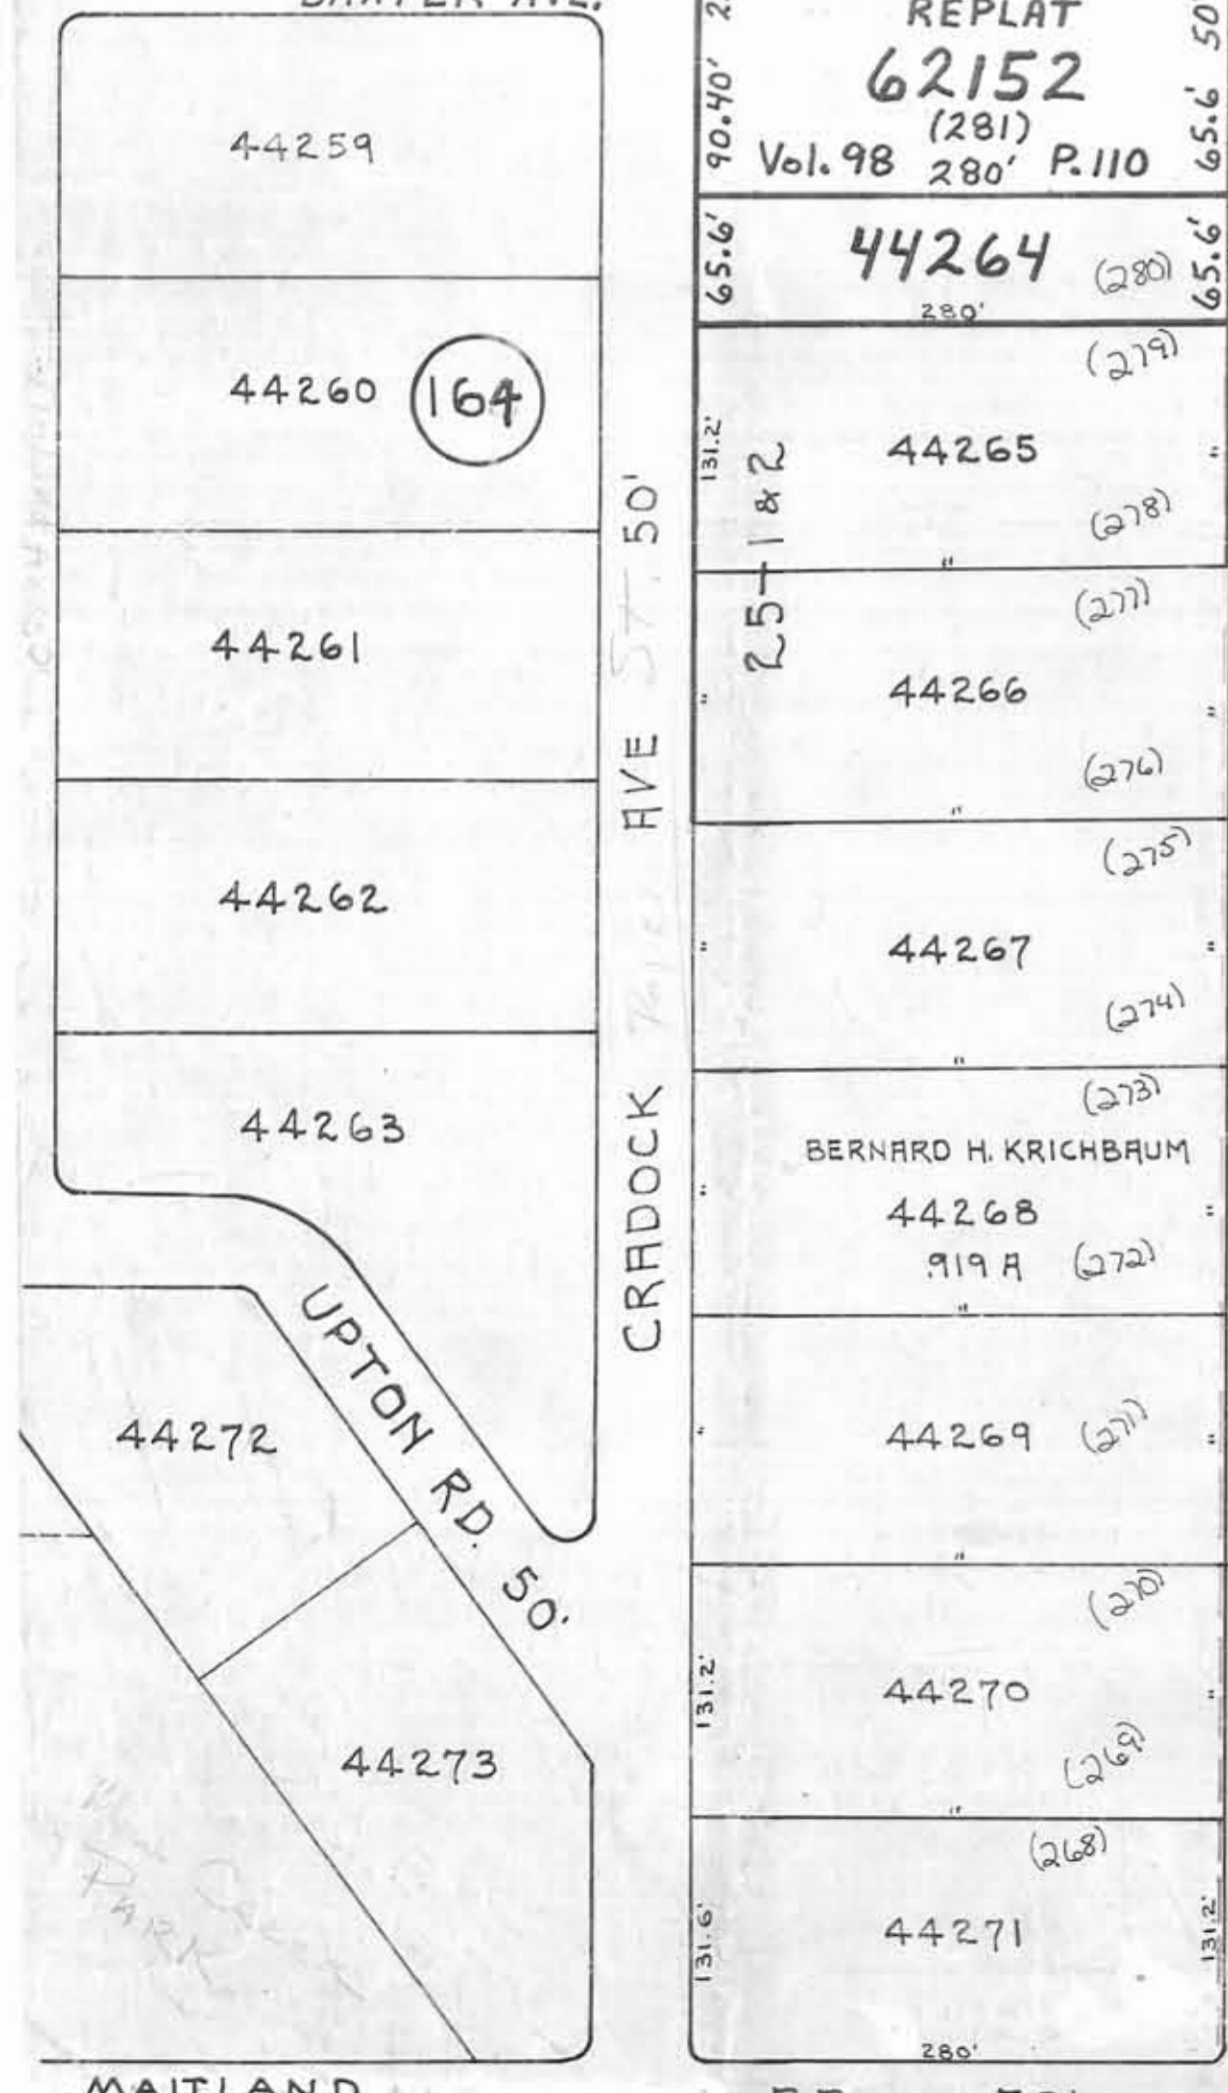 44259
44260 164
44261
44262
44263
UPTON RD. 50'
44272
44273
PARK
MAITLAND
CRADOCK AVE ST. 50'
REPLAT
62152
(281)
Vol. 98 280' P. 110
90.40'
65.6' 50'
65.6' 44264 (280) 65.6'
280'
25-1&2
(279)
131.2' 44265 "
(278)
"
(277)
" 44266 "
(276)
"
(275)
" 44267 "
(274)
"
(273)
BERNARD H. KRICHBAUM
" 44268 "
.919 A (272)
"
" 44269 (271) "
"
(270)
131.2' 44270 "
(269)
"
(268)
131.6' 44271 131.2'
280'